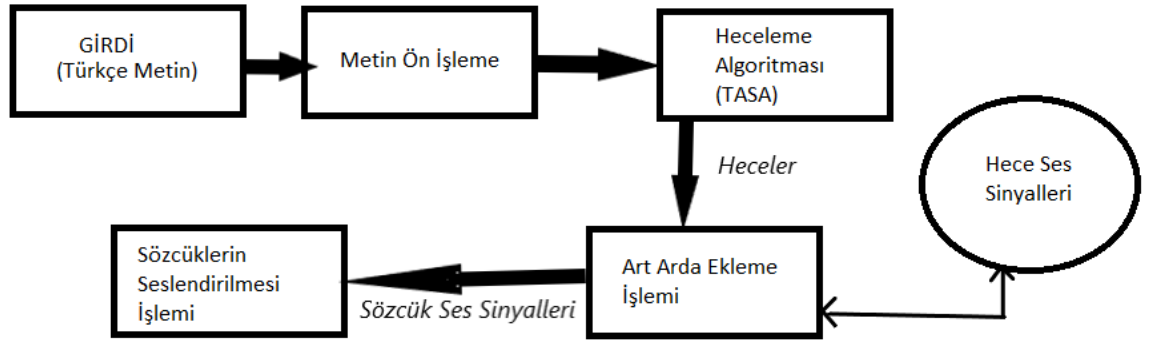 GİRDİ
(Türkçe Metin)
Metin Ön İşleme
Heceleme
Algoritması
(TASA)
Heceler
Hece Ses
Sinyalleri
Art Arda Ekleme
İşlemi
Sözcük Ses Sinyalleri
Sözcüklerin
Seslendirilmesi
İşlemi